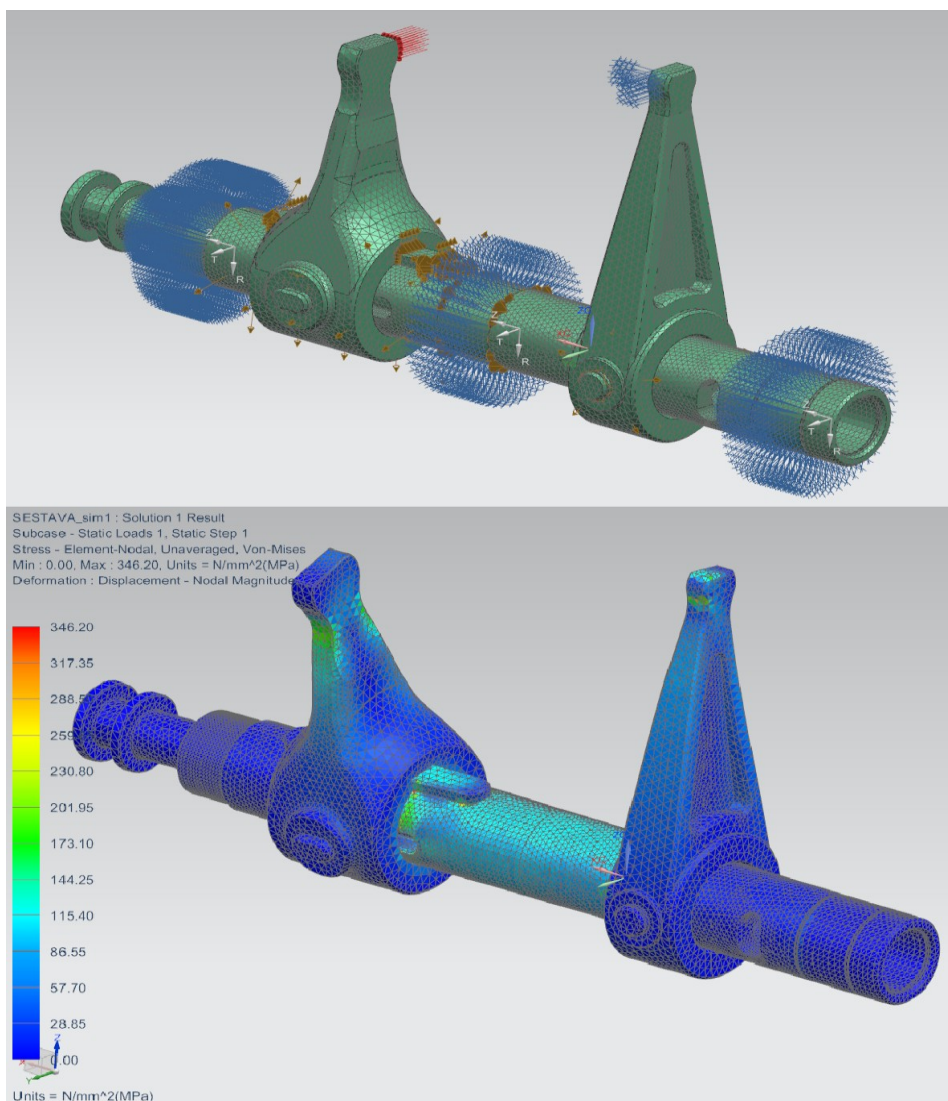 Z
T
R
Z
T
R
Z
T
R
SESTAVA_sim1 : Solution 1 Result
Subcase - Static Loads 1, Static Step 1
Stress - Element-Nodal, Unaveraged, Von-Mises
Min : 0.00, Max : 346.20, Units = N/mm^2(MPa)
Deformation : Displacement - Nodal Magnitude
346.20
317.35
288.5
259
230.80
201.95
173.10
144.25
115.40
86.55
57.70
28.85
0.00
Z
X
Y
Units = N/mm^2(MPa)